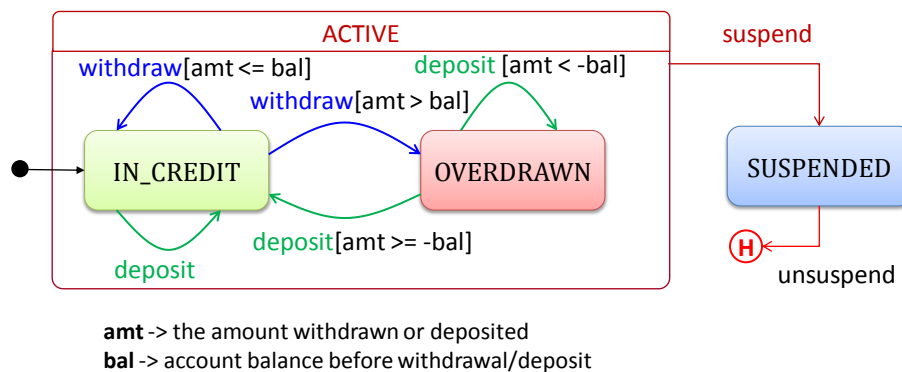 ACTIVE
suspend
withdraw[amt <= bal]
deposit [amt < -bal]
withdraw[amt > bal]
IN_CREDIT
OVERDRAWN
SUSPENDED
deposit[amt >= -bal]
deposit
H
unsuspend
amt -> the amount withdrawn or deposited
bal -> account balance before withdrawal/deposit